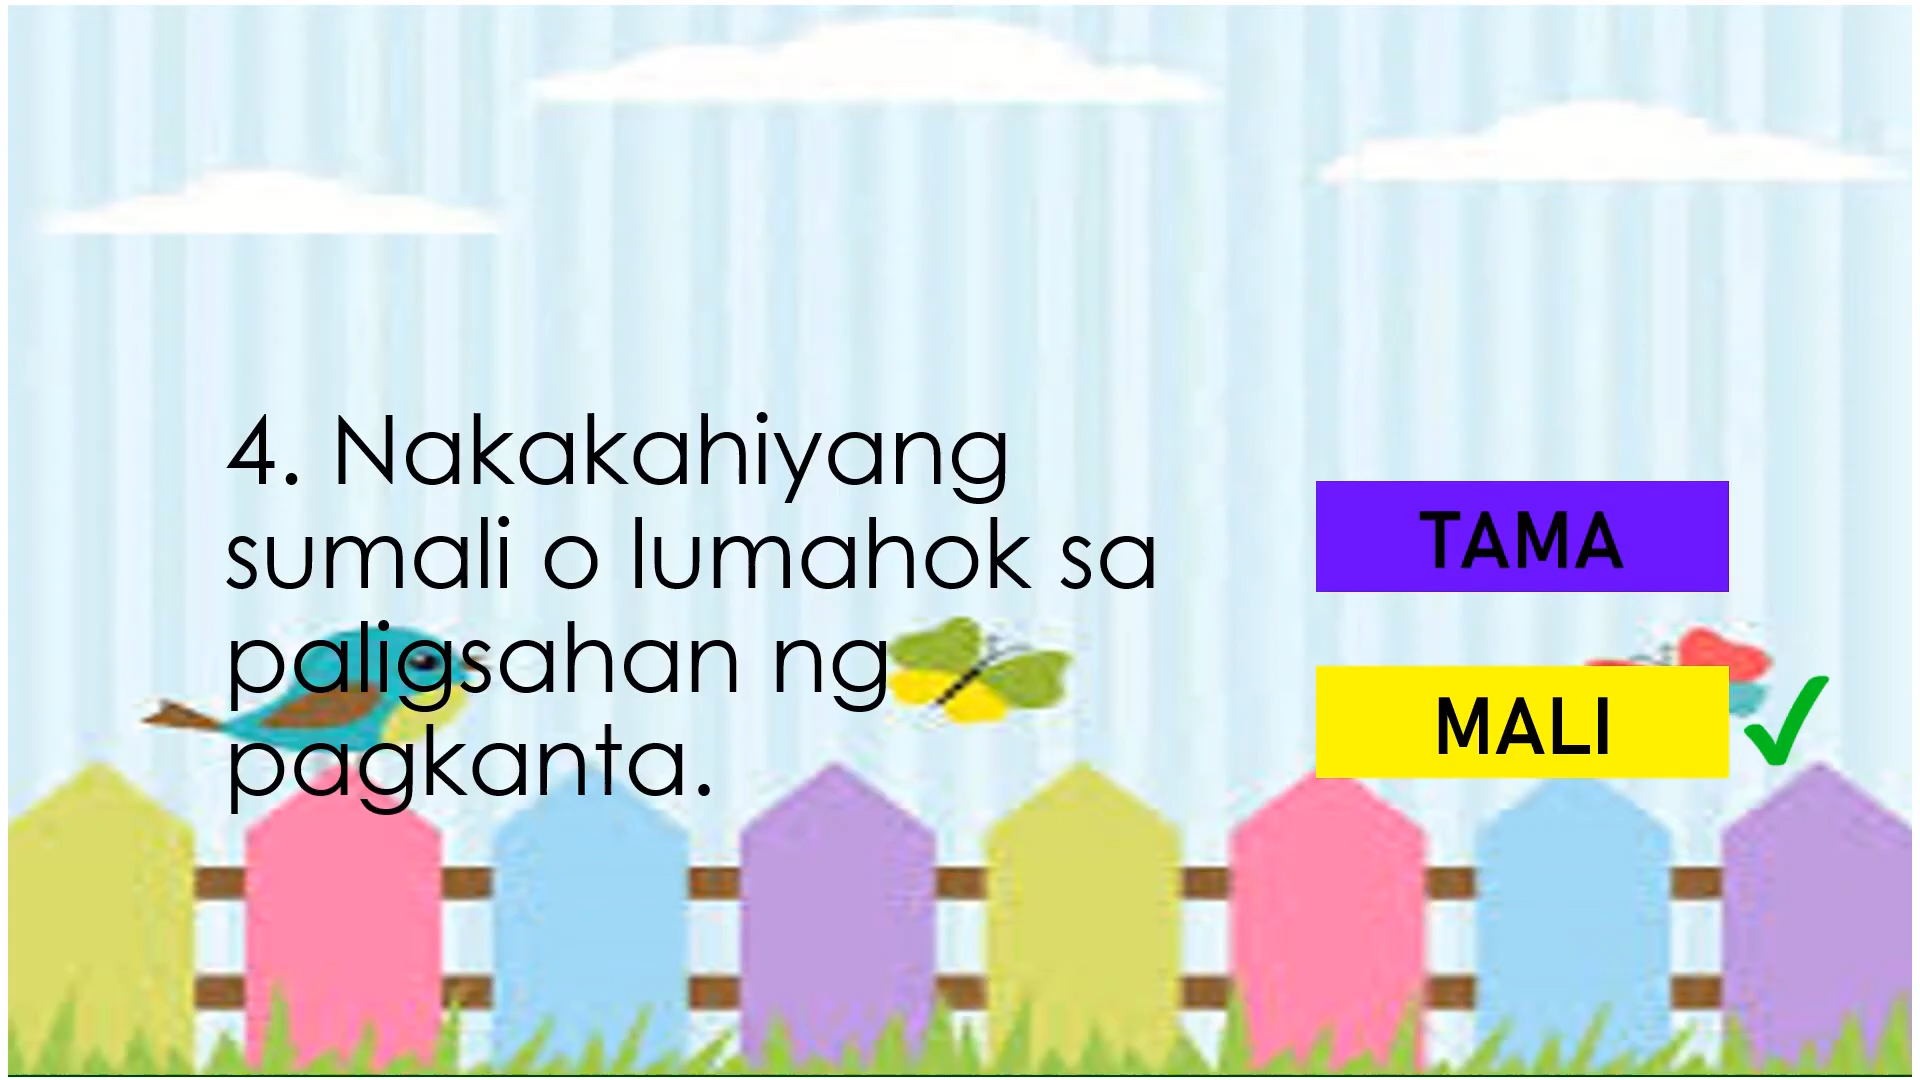 4. Nakakahiyang
sumali o lumahok sa
paligsahan ng
pagkanta.
TAMA
MALI